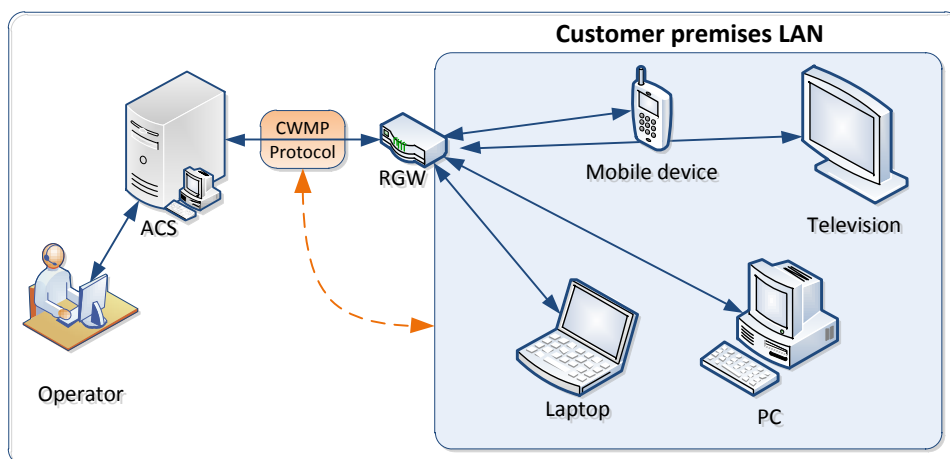 Customer premises LAN
CWMP
Protocol
RGW
Mobile device
Television
ACS
Operator
Laptop
PC